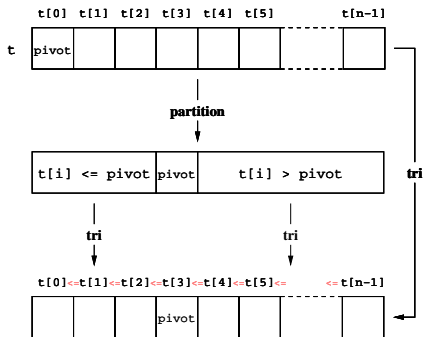 t[0] t[1] t[2] t[3] t[4] t[5] t[n-1]
t pivot
partition
t[i] <= pivot pivot t[i] > pivot
tri
tri tri
t[0]<=t[1]<=t[2]<=t[3]<=t[4]<=t[5]<= <=t[n-1]
pivot